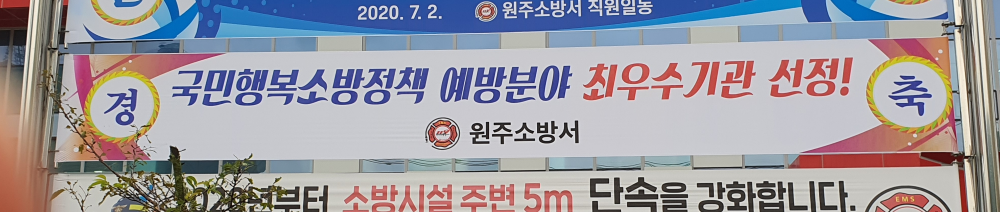 2020. 7. 2. 원주소방서 직원일동
경 국민행복소방정책 예방분야 최우수기관 선정! 축
원주소방서
소방시설 주변 5m 단속을 강화합니다.
EMS